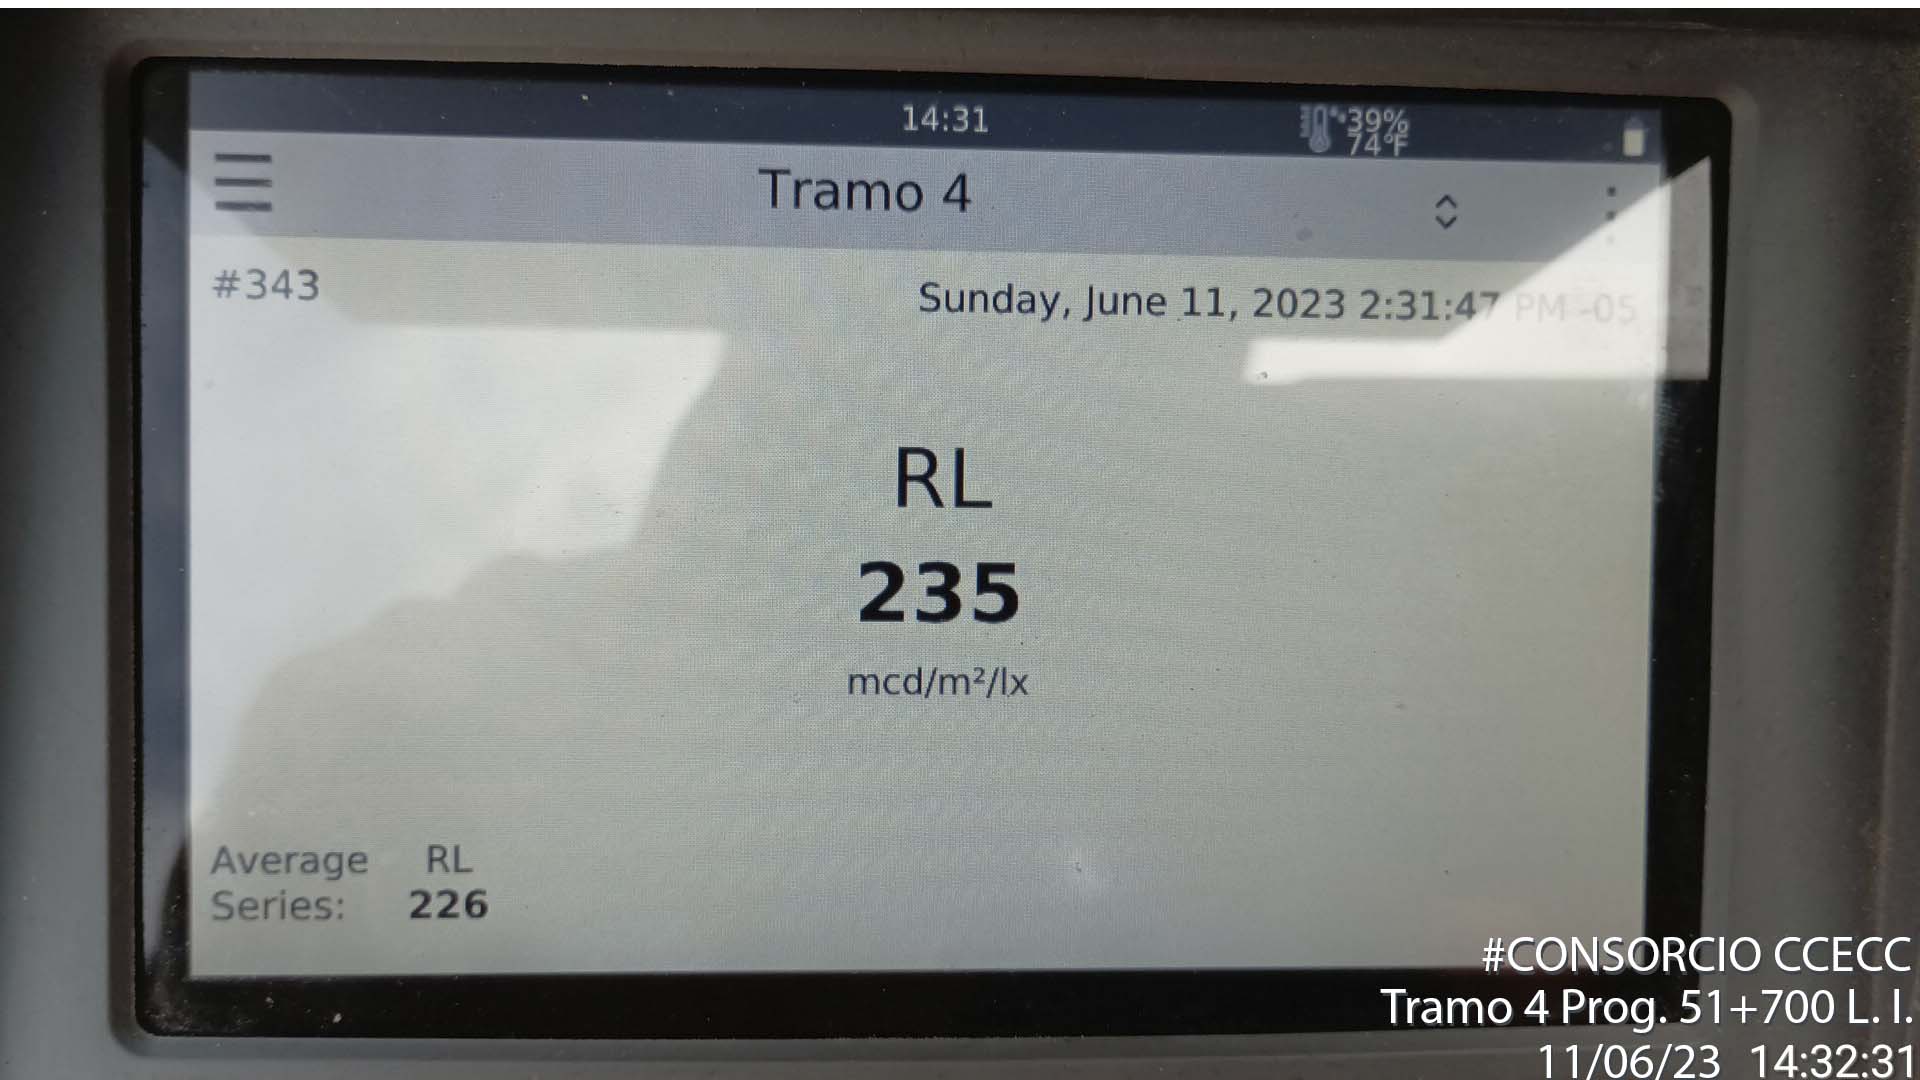 14:31
39%
74°F
Tramo 4
#343
Sunday, June 11, 2023 2:31:47 PM -05
RL
235
mcd/m²/lx
Average RL
Series: 226
#CONSORCIO CCECC
Tramo 4 Prog. 51+700 L. I.
11/06/23 14:32:31